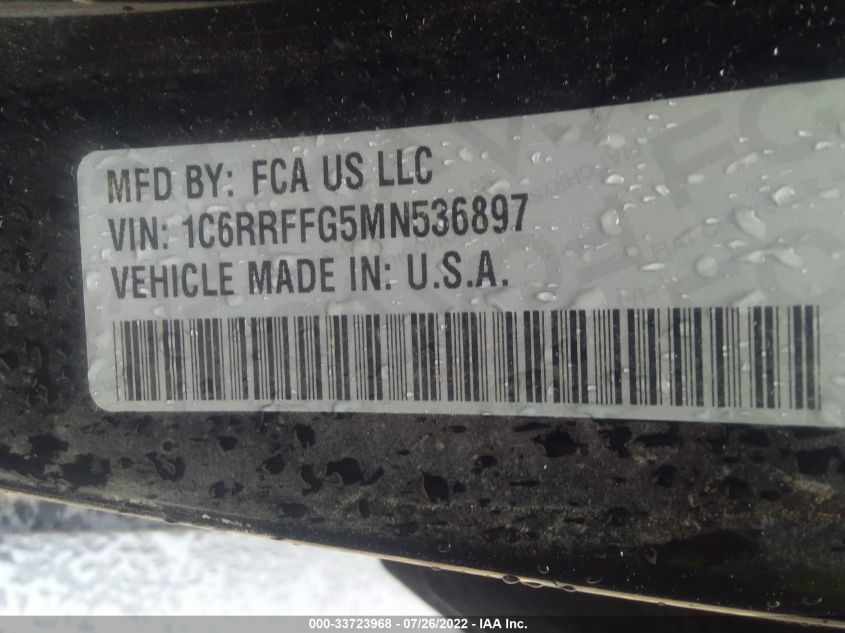 MFD BY: FCA US LLC
VIN: 1C6RRFFG5MN536897
VEHICLE MADE IN: U.S.A.
000-33723968 - 07/26/2022 - IAA Inc.